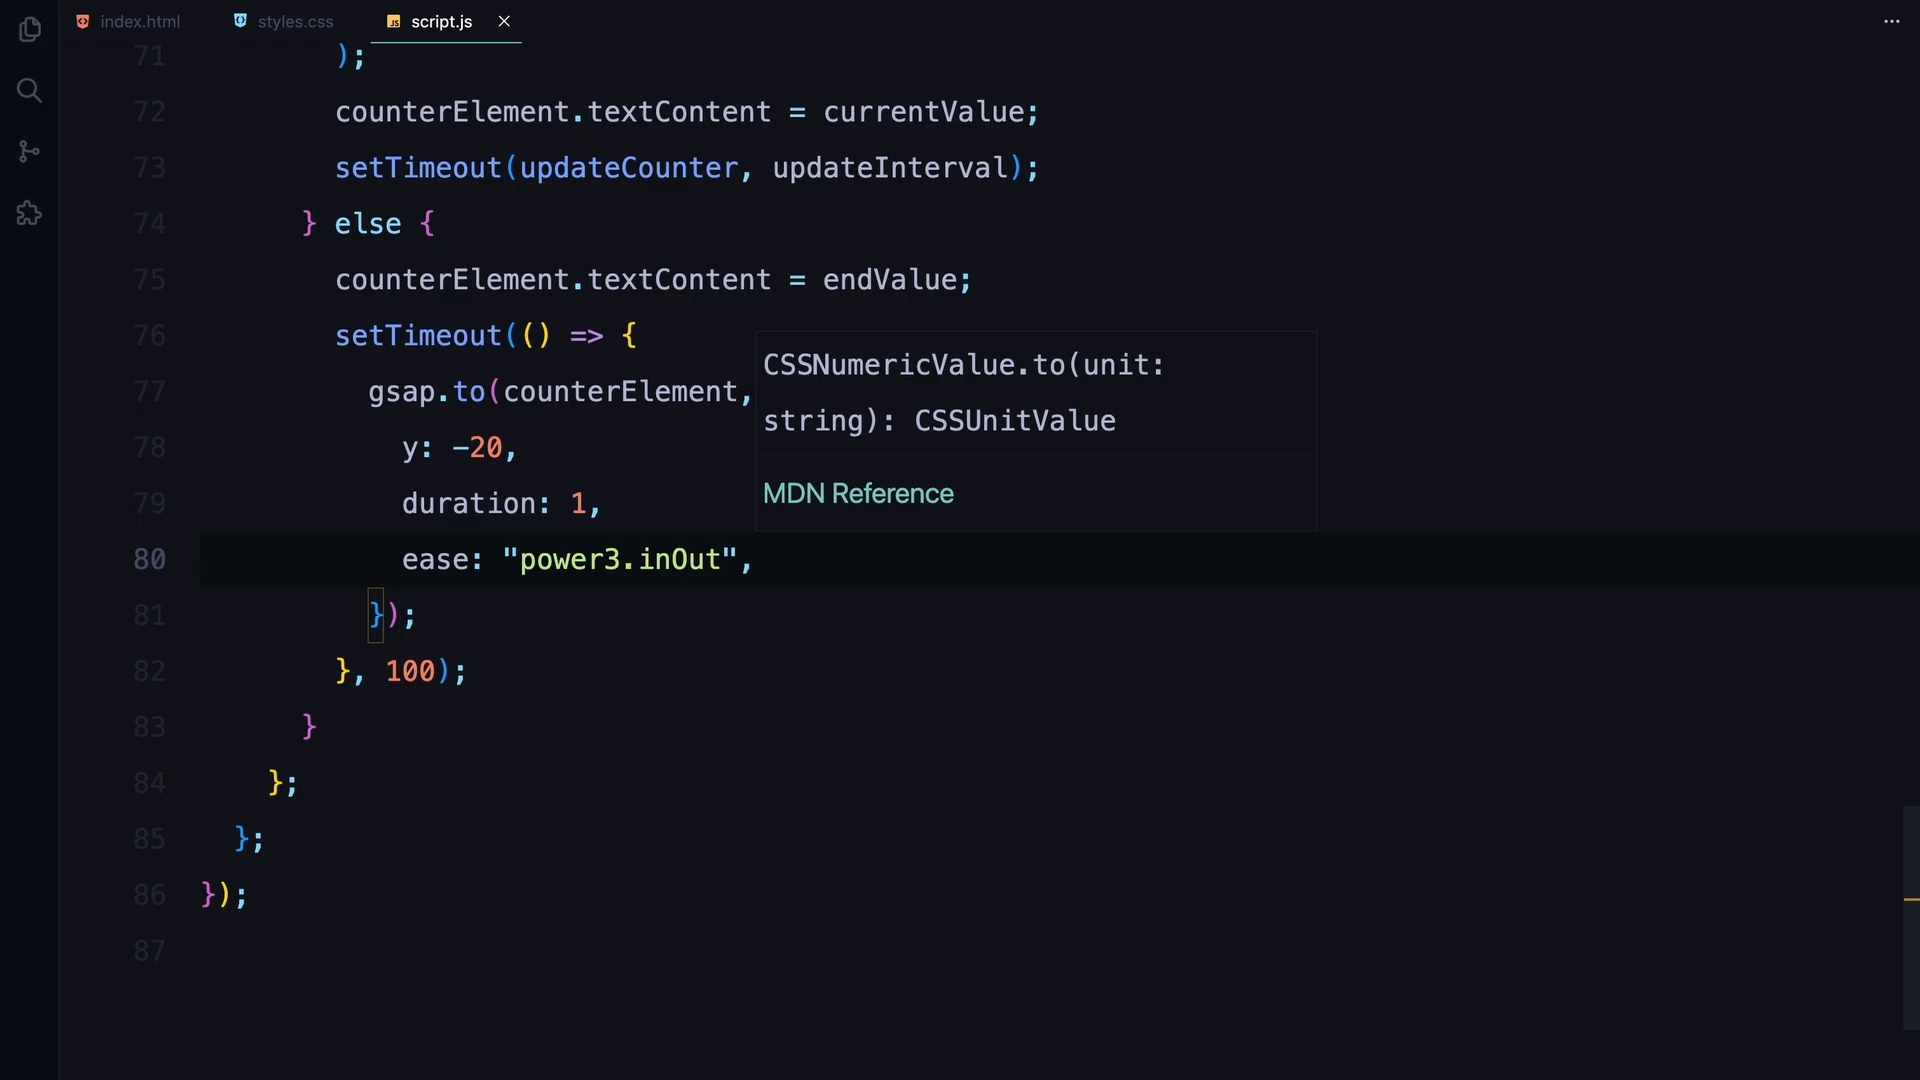 index.html styles.css script.js
71 );
72 counterElement.textContent = currentValue;
73 setTimeout(updateCounter, updateInterval);
74 } else {
75 counterElement.textContent = endValue;
76 setTimeout(() => {
77 gsap.to(counterElement,
78 y: -20,
79 duration: 1,
80 ease: "power3.inOut",
81 });
82 }, 100);
83 }
84 };
85 };
86 });
87
CSSNumericValue.to(unit:
string): CSSUnitValue
MDN Reference